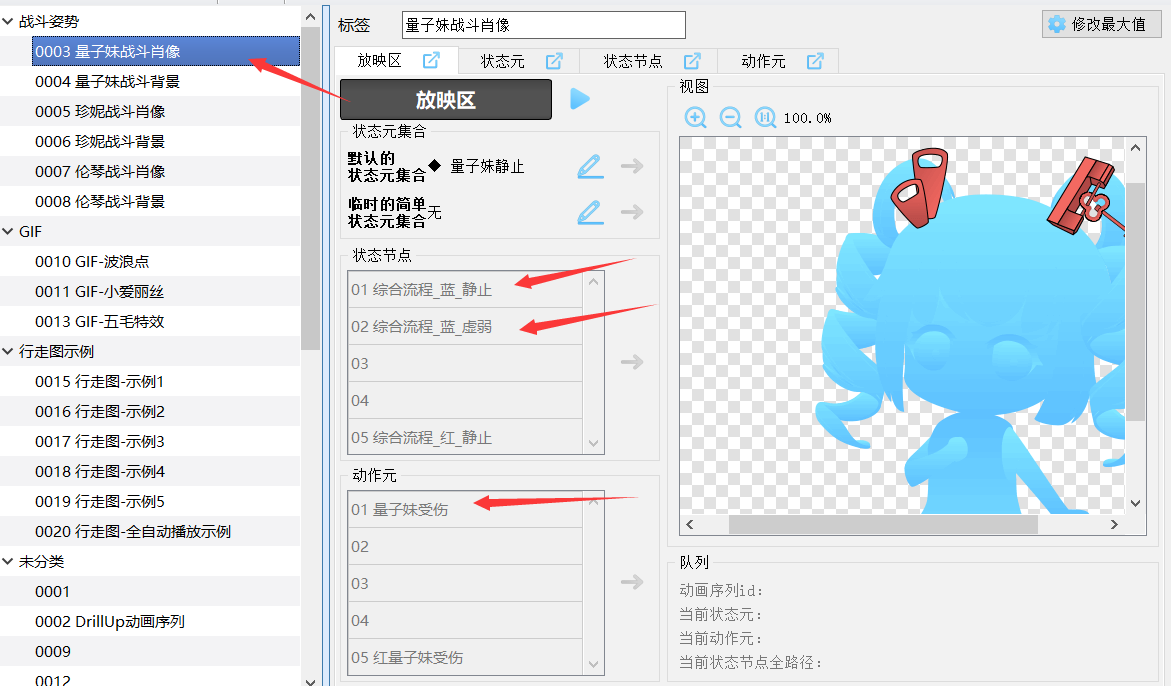 战斗姿势
0003 量子妹战斗肖像
0004 量子妹战斗背景
0005 珍妮战斗肖像
0006 珍妮战斗背景
0007 伦琴战斗肖像
0008 伦琴战斗背景
GIF
0010 GIF-波浪点
0011 GIF-小爱丽丝
0013 GIF-五毛特效
行走图示例
0015 行走图-示例1
0016 行走图-示例2
0017 行走图-示例3
0018 行走图-示例4
0019 行走图-示例5
0020 行走图-全自动播放示例
未分类
0001
0002 DrillUp动画序列
0009
0012
标签
量子妹战斗肖像
修改最大值
放映区
状态元
状态节点
动作元
放映区
状态元集合
默认的
状态元集合
◆ 量子妹静止
临时的简单
状态元集合
无
状态节点
01 综合流程_蓝_静止
02 综合流程_蓝_虚弱
03
04
05 综合流程_红_静止
动作元
01 量子妹受伤
02
03
04
05 红量子妹受伤
视图
100.0%
队列
动画序列id：
当前状态元：
当前动作元：
当前状态节点全路径：